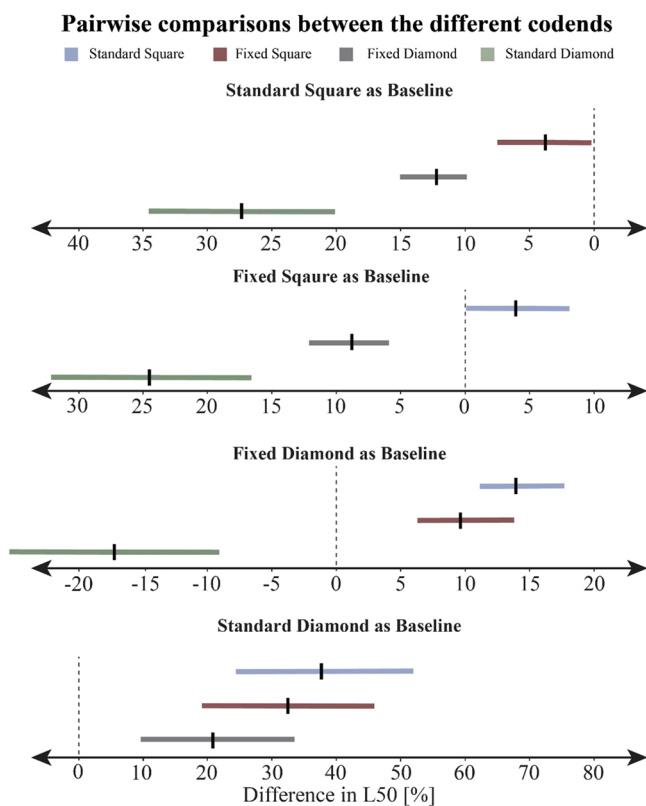 Pairwise comparisons between the different codends
Standard Square Fixed Square Fixed Diamond Standard Diamond
Standard Square as Baseline
40 35 30 25 20 15 10 5 0
Fixed Sqaure as Baseline
30 25 20 15 10 5 0 5 10
Fixed Diamond as Baseline
-20 -15 -10 -5 0 5 10 15 20
Standard Diamond as Baseline
0 10 20 30 40 50 60 70 80
Difference in L50 [%]